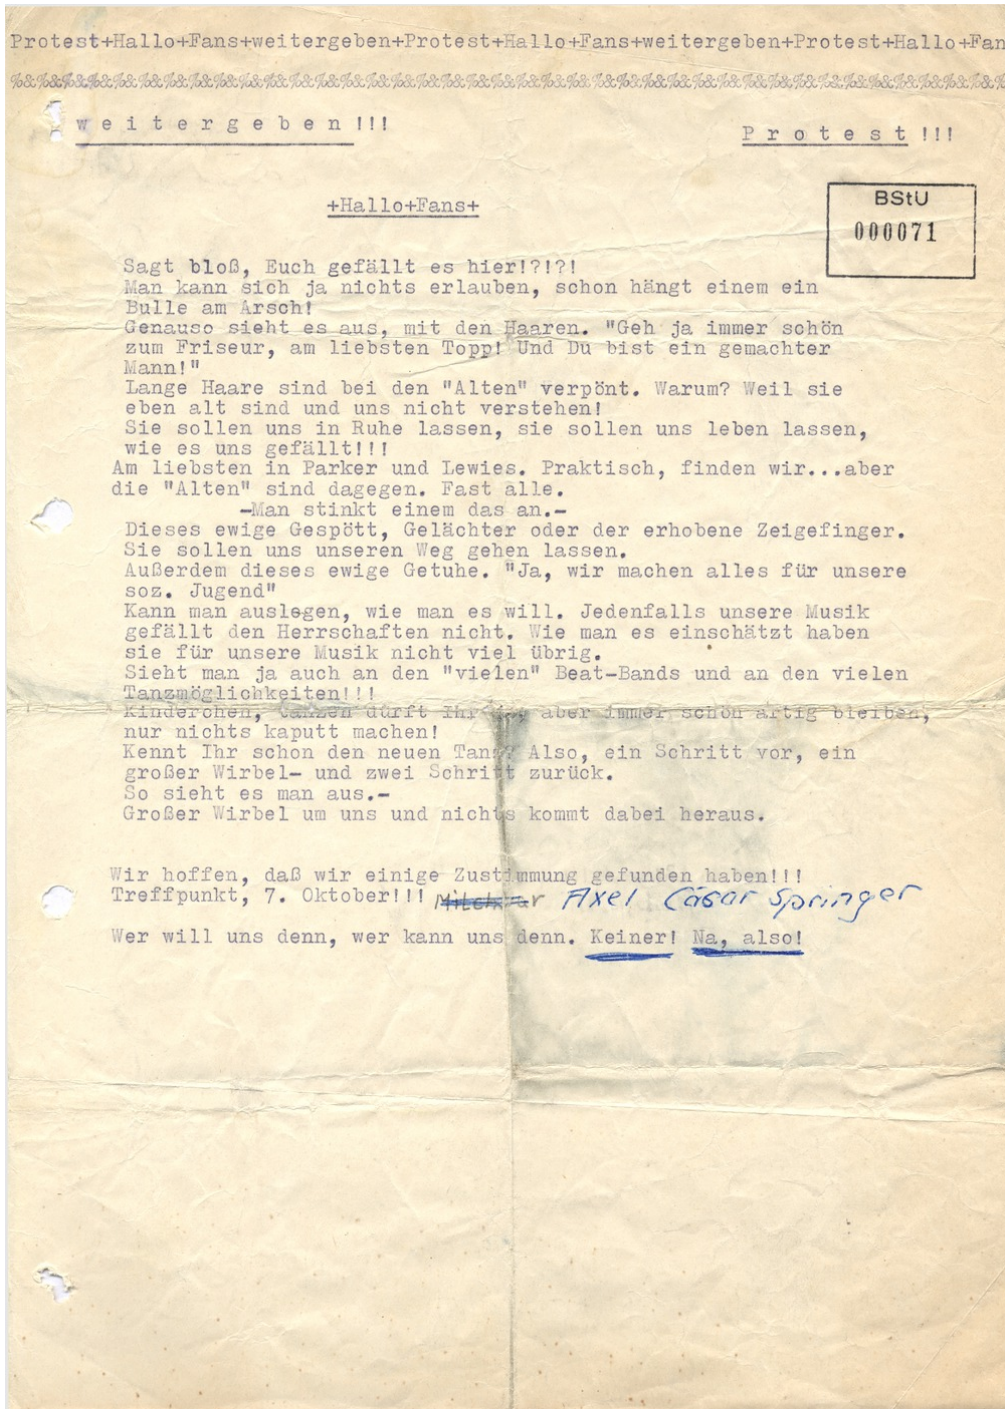 Protest+Hallo+Fans+weitergeben+Protest+Hallo+Fans+weitergeben+Protest+Hallo+Fan
%&%&%&%&%&%&%&%&%&%&%&%&%&%&%&%&%&%&%&%&%&%&%&%&%&%&%&%&%&%&%&%&%&%&%&%&%&%&%
w e i t e r g e b e n !!!
P r o t e s t !!!
+Hallo+Fans+
BStU
000071
Sagt bloß, Euch gefällt es hier!?!?!
Man kann sich ja nichts erlauben, schon hängt einem ein
Bulle am Arsch!
Genauso sieht es aus, mit den Haaren. "Geh ja immer schön
zum Friseur, am liebsten Topp! Und Du bist ein gemachter
Mann!"
Lange Haare sind bei den "Alten" verpönt. Warum? Weil sie
eben alt sind und uns nicht verstehen!
Sie sollen uns in Ruhe lassen, sie sollen uns leben lassen,
wie es uns gefällt!!!
Am liebsten in Parker und Lewies. Praktisch, finden wir...aber
die "Alten" sind dagegen. Fast alle.
-Man stinkt einem das an.-
Dieses ewige Gespött, Gelächter oder der erhobene Zeigefinger.
Sie sollen uns unseren Weg gehen lassen.
Außerdem dieses ewige Getuhe. "Ja, wir machen alles für unsere
soz. Jugend"
Kann man auslegen, wie man es will. Jedenfalls unsere Musik
gefällt den Herrschaften nicht. Wie man es einschätzt haben
sie für unsere Musik nicht viel übrig.
Sieht man ja auch an den "vielen" Beat-Bands und an den vielen
Tanzmöglichkeiten!!!
Kinderchen, tanzen dürft Ihr aber immer schön artig bleiben,
nur nichts kaputt machen!
Kennt Ihr schon den neuen Tanz? Also, ein Schritt vor, ein
großer Wirbel- und zwei Schritt zurück.
So sieht es man aus.-
Großer Wirbel um uns und nichts kommt dabei heraus.
Wir hoffen, daß wir einige Zustimmung gefunden haben!!!
Treffpunkt, 7. Oktober!!! Axel Cäsar Springer
Wer will uns denn, wer kann uns denn. Keiner! Na, also!